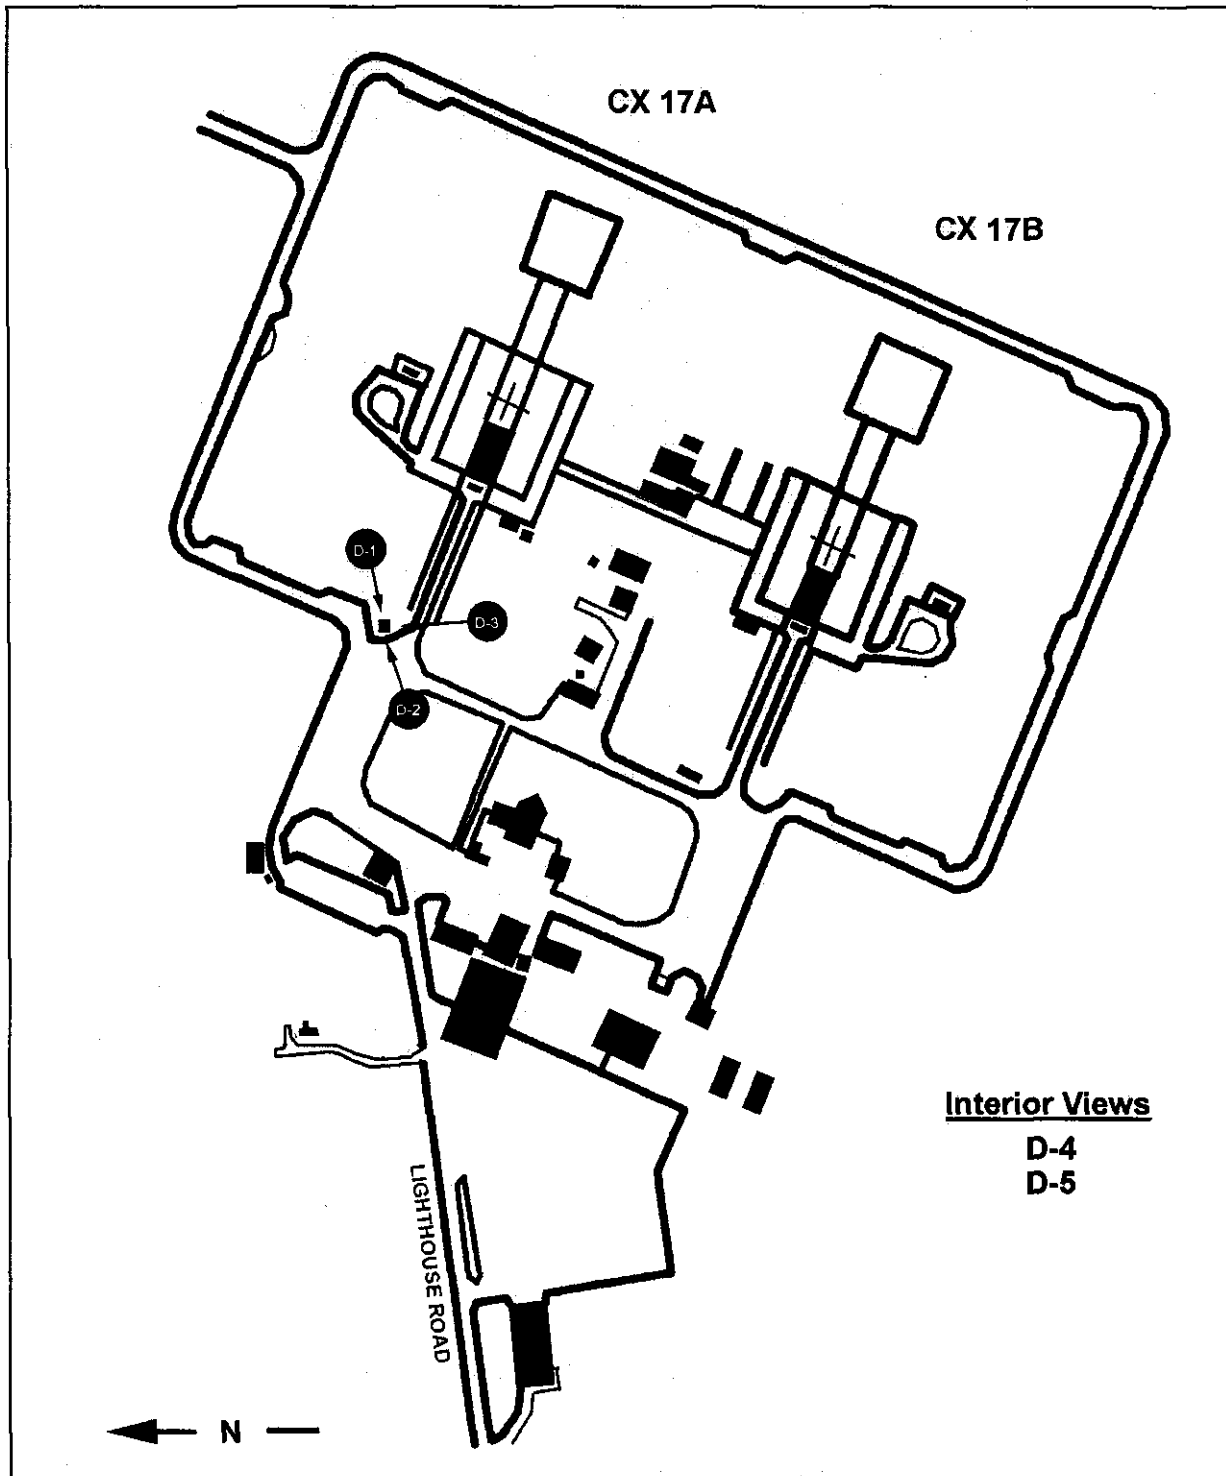 CX 17A
CX 17B
D-1
D-3
D-2
Interior Views
D-4
D-5
LIGHTHOUSE ROAD
N